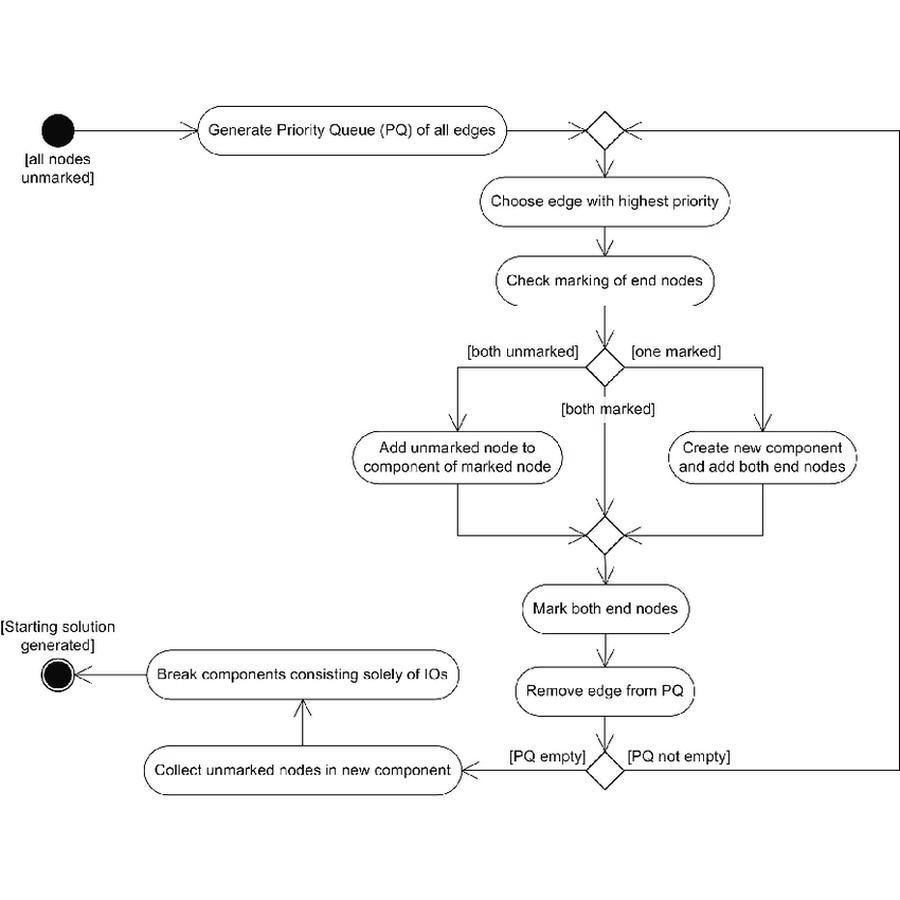 Generate Priority Queue (PQ) of all edges
[all nodes
unmarked]
Choose edge with highest priority
Check marking of end nodes
[both unmarked]
[one marked]
[both marked]
Add unmarked node to
component of marked node
Create new component
and add both end nodes
Mark both end nodes
[Starting solution
generated]
Break components consisting solely of IOs
Remove edge from PQ
[PQ empty]
[PQ not empty]
Collect unmarked nodes in new component